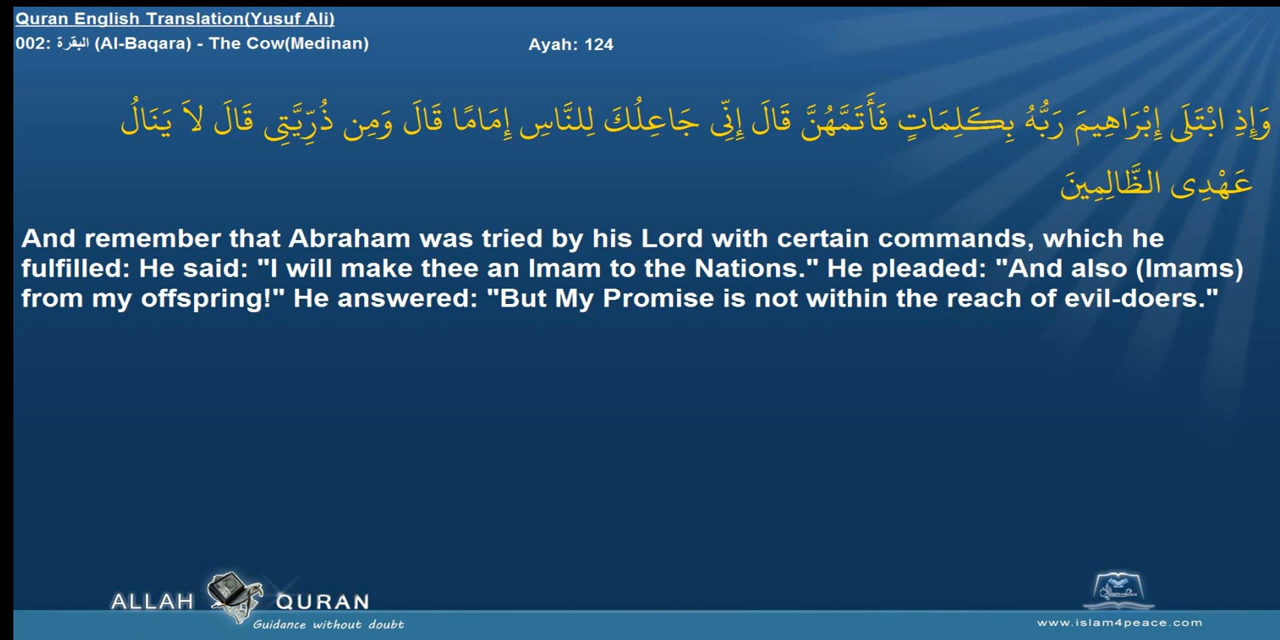 Quran English Translation(Yusuf Ali)
002: البقرة (Al-Baqara) - The Cow(Medinan)
Ayah: 124
وَإِذِ ابْتَلَى إِبْرَاهِيمَ رَبُّهُ بِكَلِمَاتٍ فَأَتَمَّهُنَّ قَالَ إِنِّى جَاعِلُكَ لِلنَّاسِ إِمَامًا قَالَ وَمِن ذُرِّيَّتِى قَالَ لاَ يَنَالُ
عَهْدِى الظَّالِمِينَ
And remember that Abraham was tried by his Lord with certain commands, which he
fulfilled: He said: "I will make thee an Imam to the Nations." He pleaded: "And also (Imams)
from my offspring!" He answered: "But My Promise is not within the reach of evil-doers."
ALLAH QURAN
Guidance without doubt
www.islam4peace.com